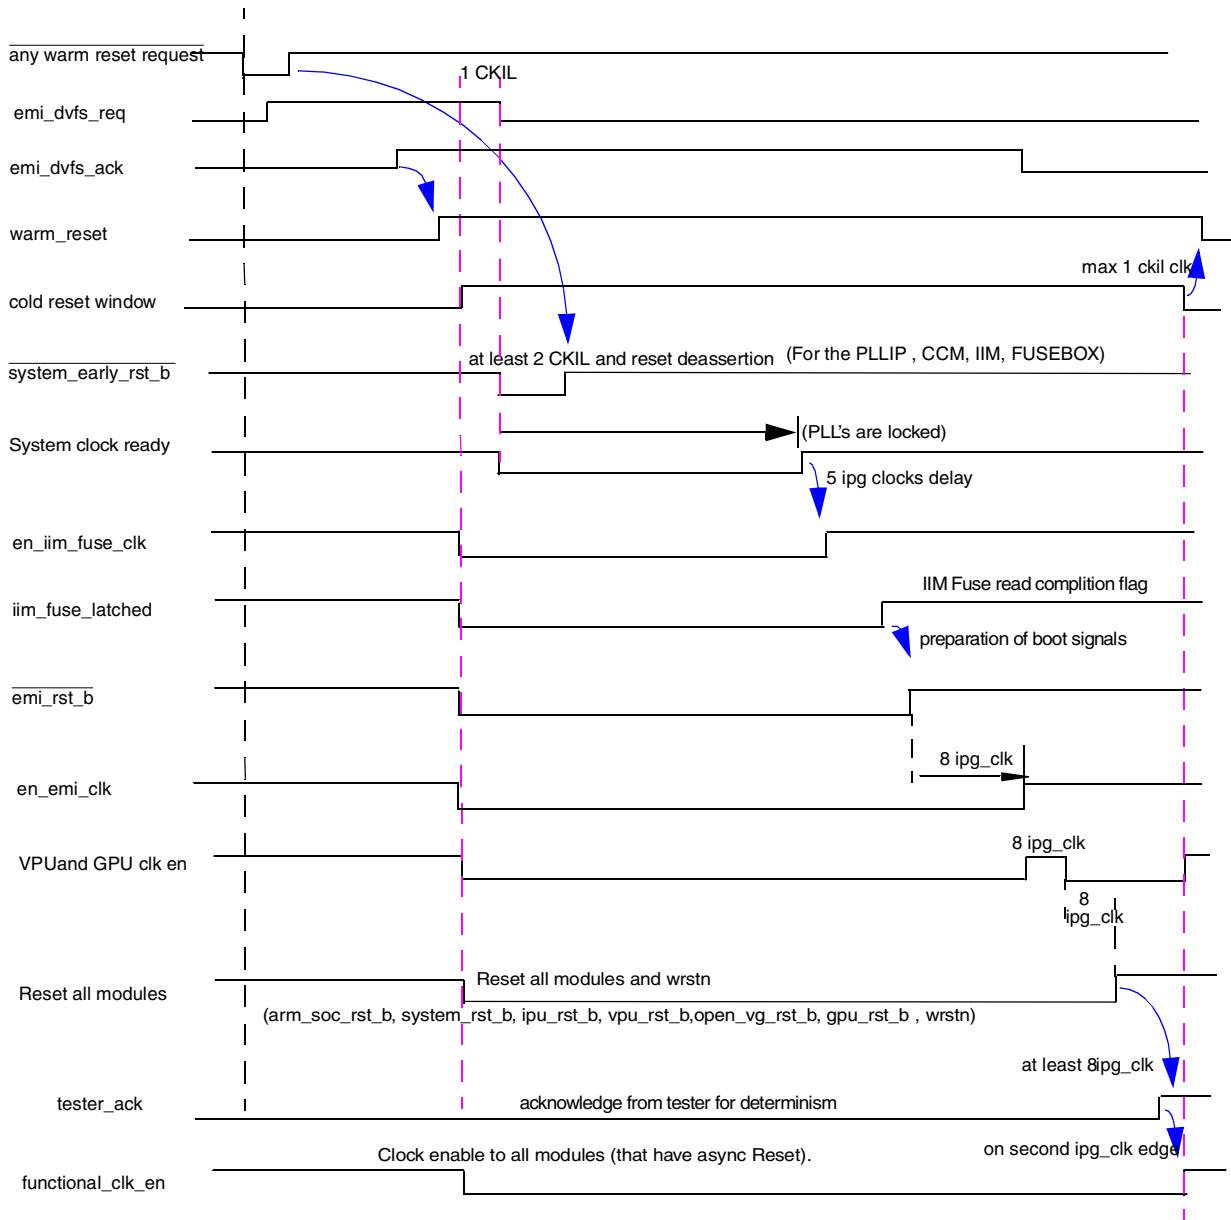 any warm reset request
1 CKIL
emi_dvfs_req
emi_dvfs_ack
warm_reset
max 1 ckil clk
cold reset window
at least 2 CKIL and reset deassertion (For the PLLIP , CCM, IIM, FUSEBOX)
system_early_rst_b
System clock ready
(PLL's are locked)
5 ipg clocks delay
en_iim_fuse_clk
IIM Fuse read complition flag
iim_fuse_latched
preparation of boot signals
emi_rst_b
8 ipg_clk
en_emi_clk
8 ipg_clk
VPUand GPU clk en
8
ipg_clk
Reset all modules and wrstn
Reset all modules
(arm_soc_rst_b, system_rst_b, ipu_rst_b, vpu_rst_b,open_vg_rst_b, gpu_rst_b , wrstn)
at least 8ipg_clk
tester_ack
acknowledge from tester for determinism
on second ipg_clk edge
Clock enable to all modules (that have async Reset).
functional_clk_en